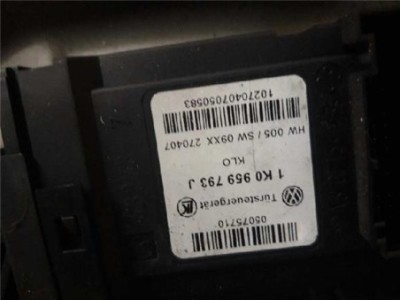 05075710
Türsteuergerät
1 K0 959 793 J
KLO
HW 005 / SW 09XX 270407
10270407050583